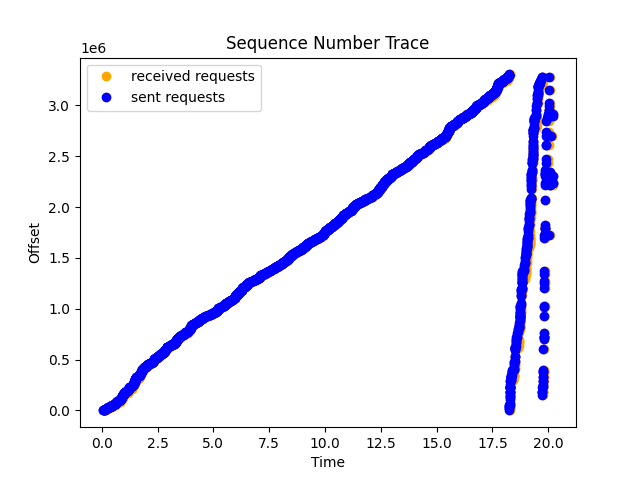 Sequence Number Trace
1e6
received requests
sent requests
3.0
2.5
2.0
1.5
1.0
0.5
0.0
Offset
0.0 2.5 5.0 7.5 10.0 12.5 15.0 17.5 20.0
Time